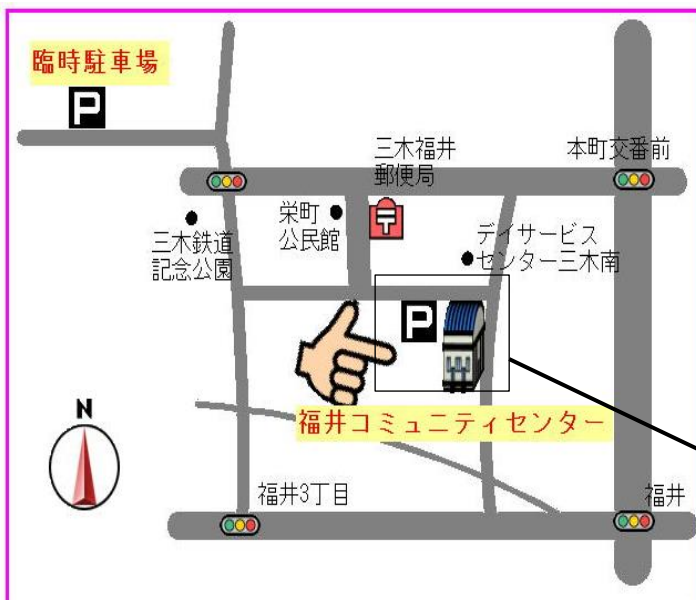 臨時駐車場
P
三木福井
郵便局
本町交番前
栄町
公民館
三木鉄道
記念公園
デイサービス
センター三木南
P
福井コミュニティセンター
N
福井3丁目
福井